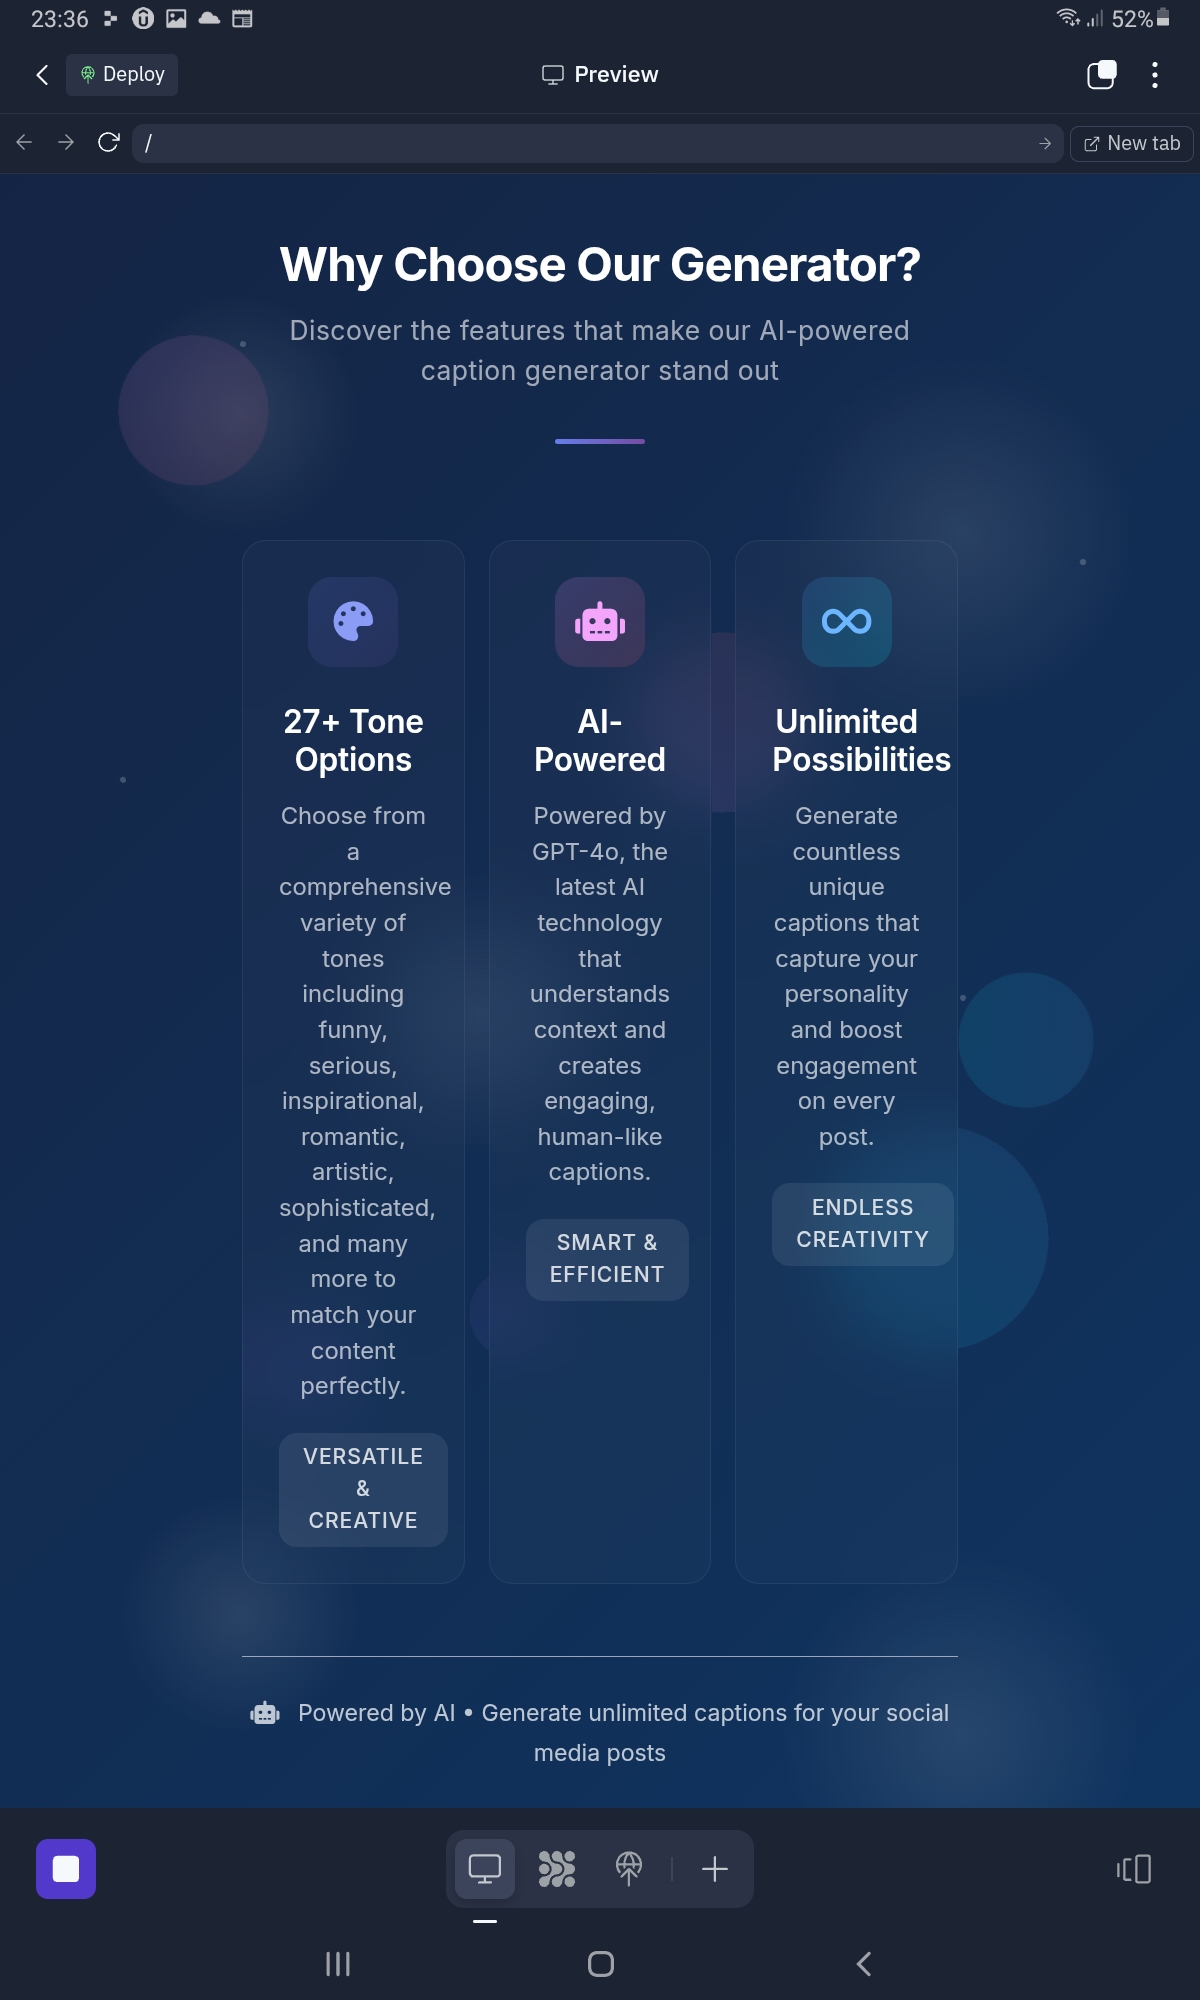 23:36
52%
Deploy
Preview
/
New tab
Why Choose Our Generator?
Discover the features that make our AI-powered
caption generator stand out
27+ Tone
Options
Choose from
a
comprehensive
variety of
tones
including
funny,
serious,
inspirational,
romantic,
artistic,
sophisticated,
and many
more to
match your
content
perfectly.
VERSATILE
&
CREATIVE
AI-
Powered
Powered by
GPT-4o, the
latest AI
technology
that
understands
context and
creates
engaging,
human-like
captions.
SMART &
EFFICIENT
Unlimited
Possibilities
Generate
countless
unique
captions that
capture your
personality
and boost
engagement
on every
post.
ENDLESS
CREATIVITY
Powered by AI • Generate unlimited captions for your social
media posts